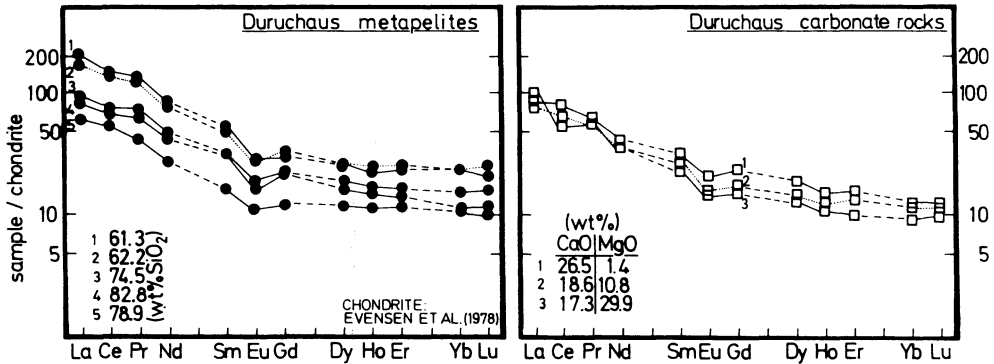 Duruchaus metapelites
sample / chondrite
200
100
50
10
5
1
2
3
4
5
1 61.3
2 62.2
3 74.5
4 82.8
5 78.9
(wt%SiO2)
CHONDRITE:
EVENSEN ET AL.(1978)
La Ce Pr Nd Sm Eu Gd Dy Ho Er Yb Lu
Duruchaus carbonate rocks
200
100
50
10
5
1
2
3
(wt%)
CaO MgO
1 26.5 1.4
2 18.6 10.8
3 17.3 29.9
La Ce Pr Nd Sm Eu Gd Dy Ho Er Yb Lu